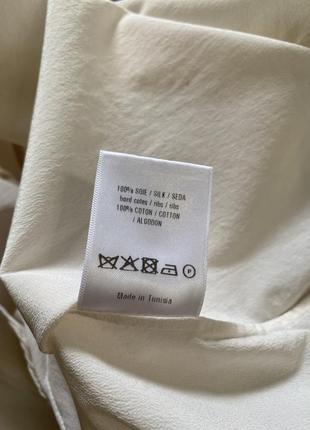 100% SOIE / SILK / SEDA
bord cotes / ribs / ribs
100% COTON / COTTON
/ ALGODON
P
Made in Tunisia